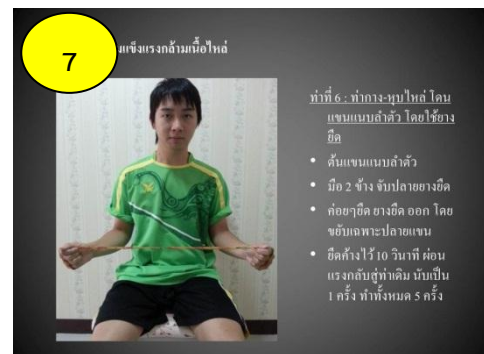 7
แข็งแรงกล้ามเนื้อไหล่
ท่าที่ 6 : ท่ากาง-หุบไหล่ โดน
แขนแนบลำตัว โดยใช้ยาง
ยืด
• ต้นแขนแนบลำตัว
• มือ 2 ข้าง จับปลายยางยืด
• ค่อยๆยืด ยางยืด ออก โดย
ขยับเฉพาะปลายแขน
• ยืดค้างไว้ 10 วินาที ผ่อน
แรงกลับสู่ท่าเดิม นับเป็น
1 ครั้ง ทำทั้งหมด 5 ครั้ง